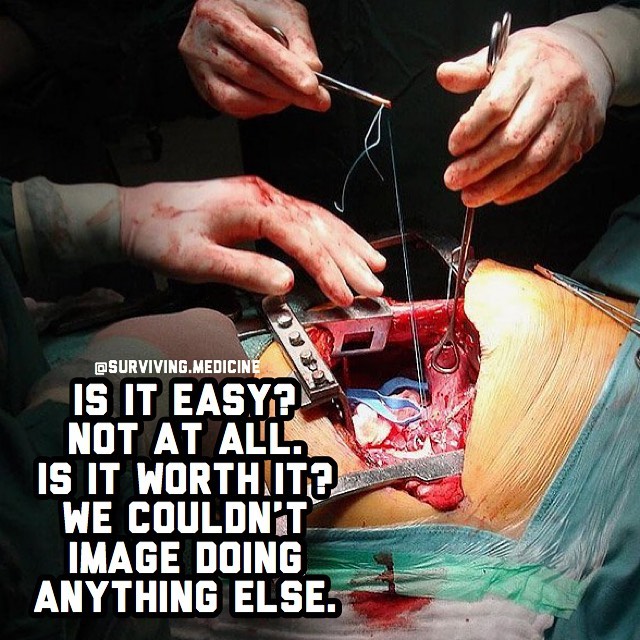 @SURVIVING.MEDICINE
IS IT EASY?
NOT AT ALL.
IS IT WORTH IT?
WE COULDN'T
IMAGE DOING
ANYTHING ELSE.